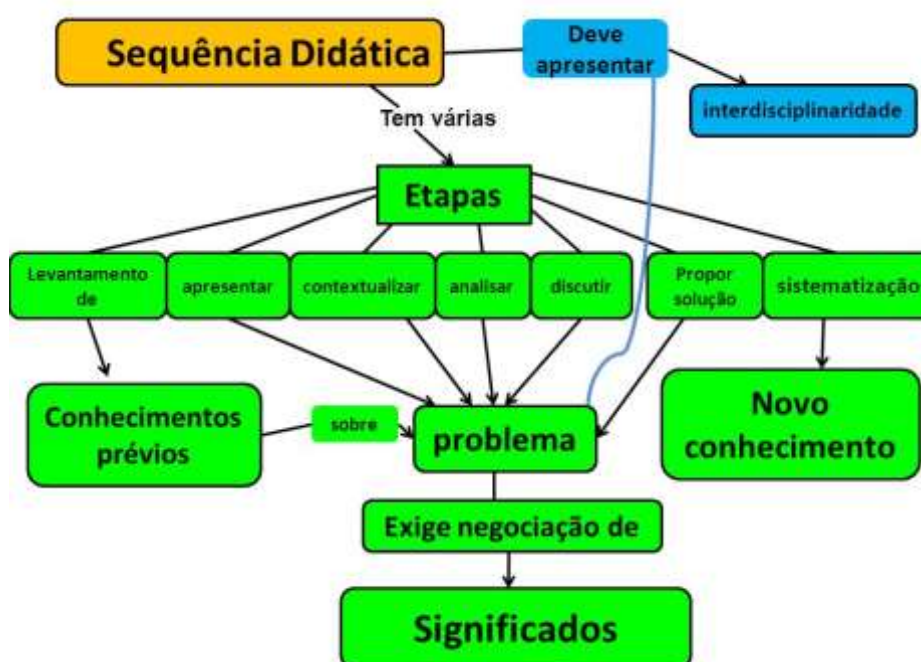 Sequência Didática
Deve
apresentar
interdisciplinaridade
Tem várias
Etapas
Levantamento
de
apresentar
contextualizar
analisar
discutir
Propor
solução
sistematização
Conhecimentos
prévios
sobre
problema
Novo
conhecimento
Exige negociação de
Significados